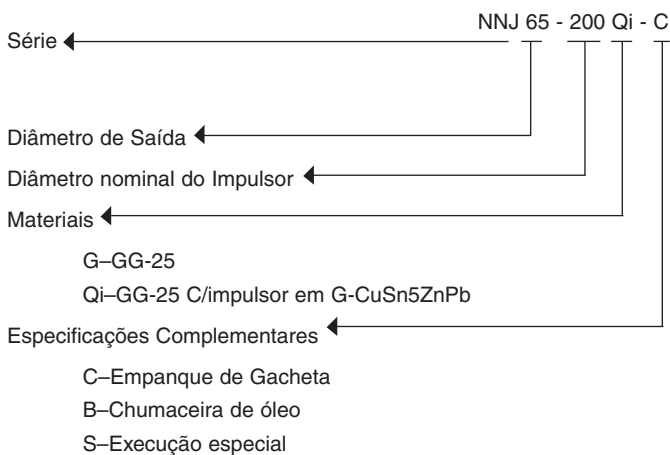 NNJ 65 - 200 Qi - C
Série
Diâmetro de Saída
Diâmetro nominal do Impulsor
Materiais
G–GG-25
Qi–GG-25 C/impulsor em G-CuSn5ZnPb
Especificações Complementares
C–Empanque de Gacheta
B–Chumaceira de óleo
S–Execução especial